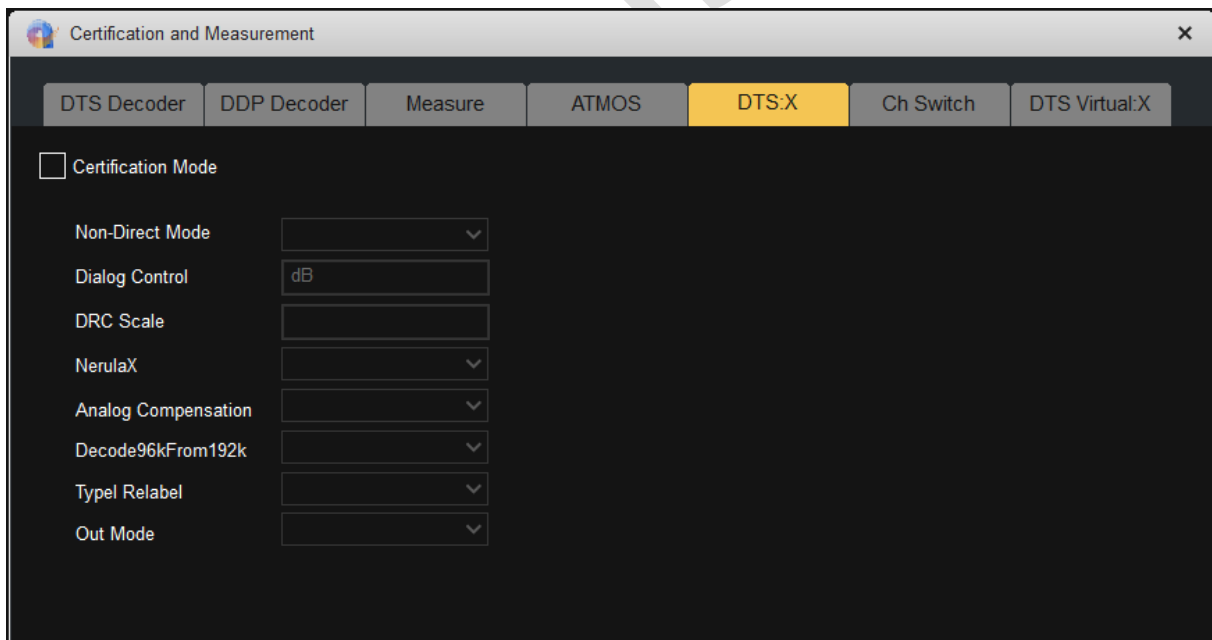 Certification and Measurement
DTS Decoder DDP Decoder Measure ATMOS DTS:X Ch Switch DTS Virtual:X
Certification Mode
Non-Direct Mode
Dialog Control dB
DRC Scale
NerulaX
Analog Compensation
Decode96kFrom192k
TypeI Relabel
Out Mode